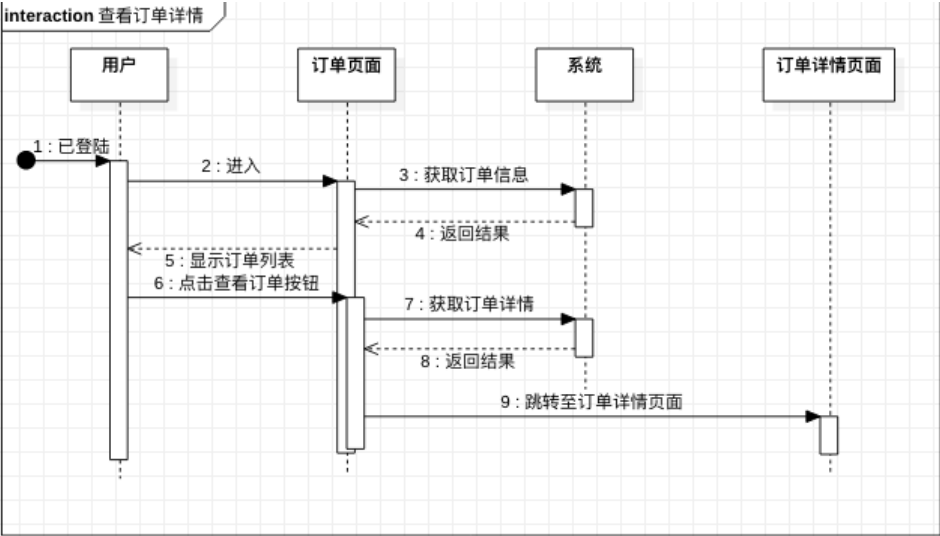 interaction 查看订单详情
用户
订单页面
系统
订单详情页面
1 : 已登陆
2 : 进入
3 : 获取订单信息
4 : 返回结果
5 : 显示订单列表
6 : 点击查看订单按钮
7 : 获取订单详情
8 : 返回结果
9 : 跳转至订单详情页面